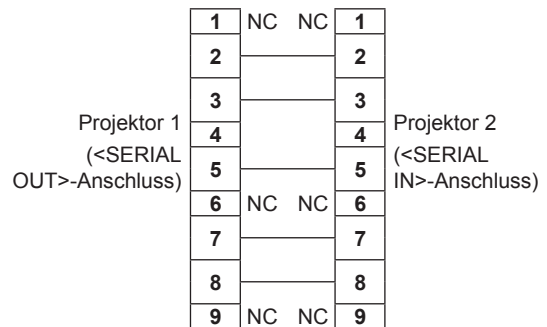 1 NC NC 1
2 2
3 3
Projektor 1
(<SERIAL
OUT>-Anschluss)
4 4
Projektor 2
(<SERIAL
IN>-Anschluss)
5 5
6 NC NC 6
7 7
8 8
9 NC NC 9